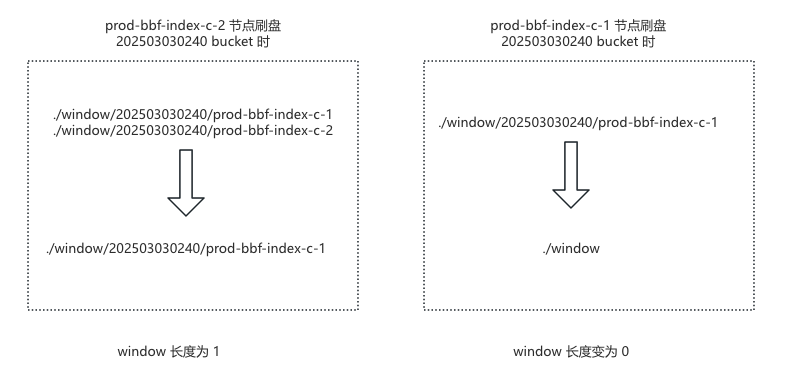 prod-bbf-index-c-2 节点刷盘
202503030240 bucket 时
./window/202503030240/prod-bbf-index-c-1
./window/202503030240/prod-bbf-index-c-2
./window/202503030240/prod-bbf-index-c-1
window 长度为 1
prod-bbf-index-c-1 节点刷盘
202503030240 bucket 时
./window/202503030240/prod-bbf-index-c-1
./window
window 长度变为 0